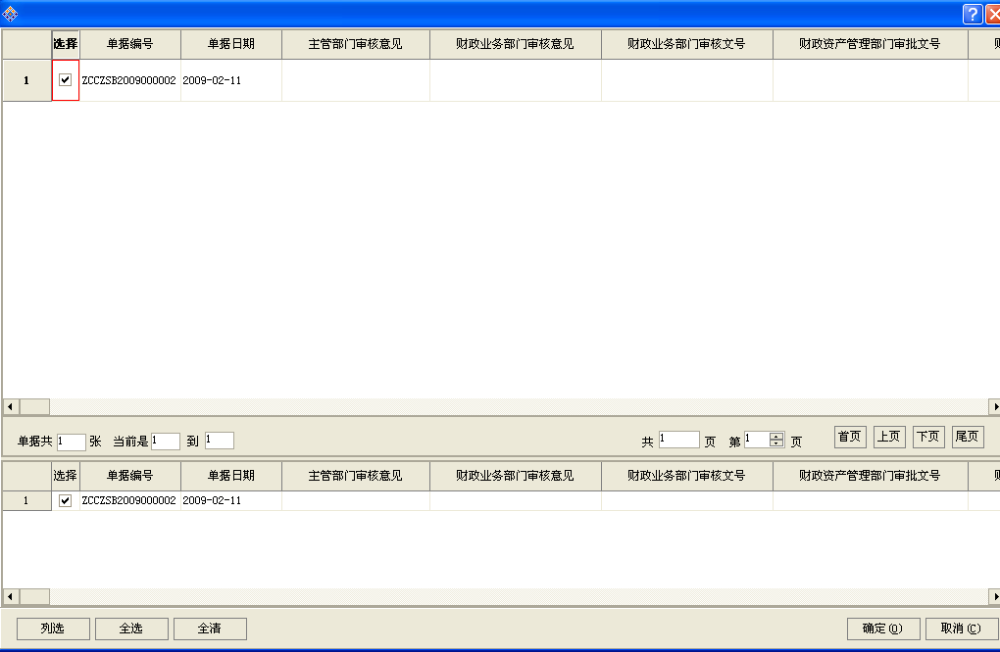 ?
选择 单据编号 单据日期 主管部门审核意见 财政业务部门审核意见 财政业务部门审核文号 财政资产管理部门审批文号
1 ZCCZSB2009000002 2009-02-11
单据共 1 张 当前是 1 到 1 共 1 页 第 1 页 首页 上页 下页 尾页
选择 单据编号 单据日期 主管部门审核意见 财政业务部门审核意见 财政业务部门审核文号 财政资产管理部门审批文号
1 ZCCZSB2009000002 2009-02-11
列选 全选 全清 确定(O) 取消(C)